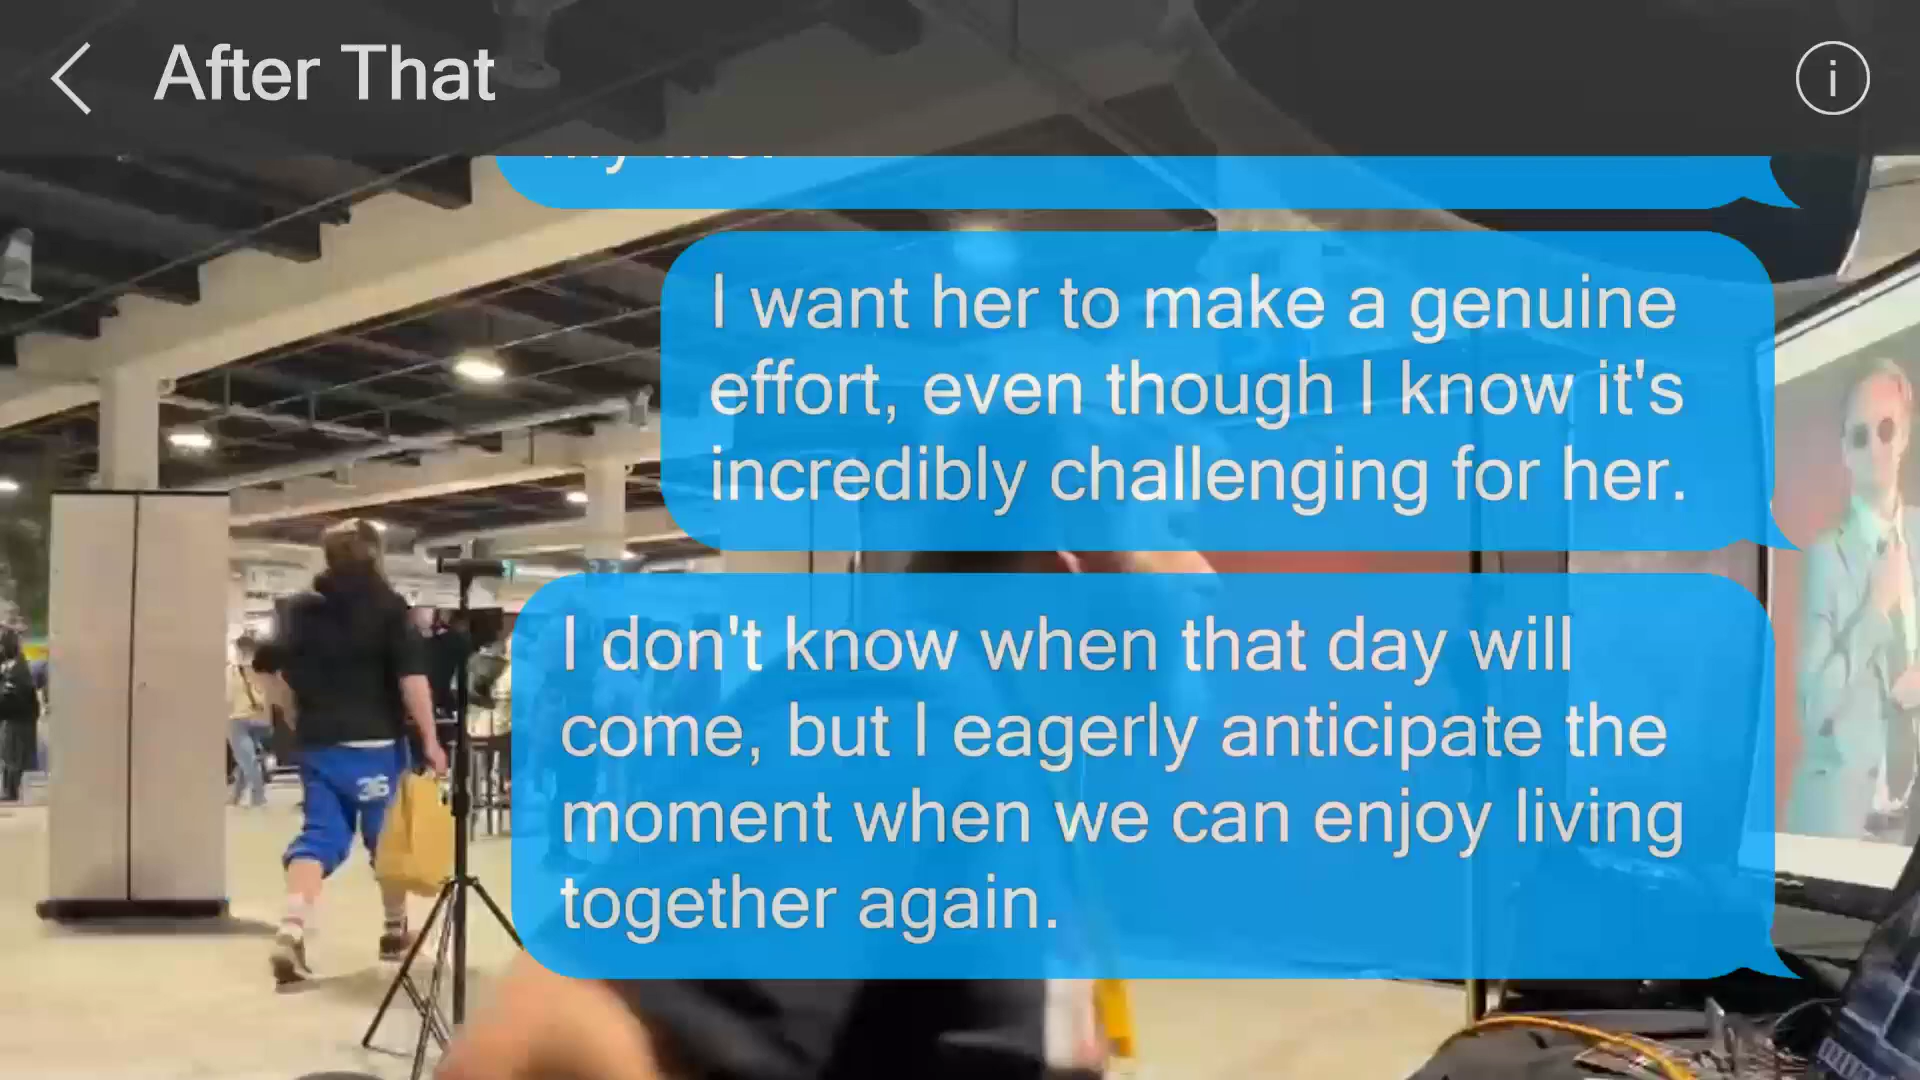 After That
I want her to make a genuine
effort, even though I know it's
incredibly challenging for her.
I don't know when that day will
come, but I eagerly anticipate the
moment when we can enjoy living
together again.
36